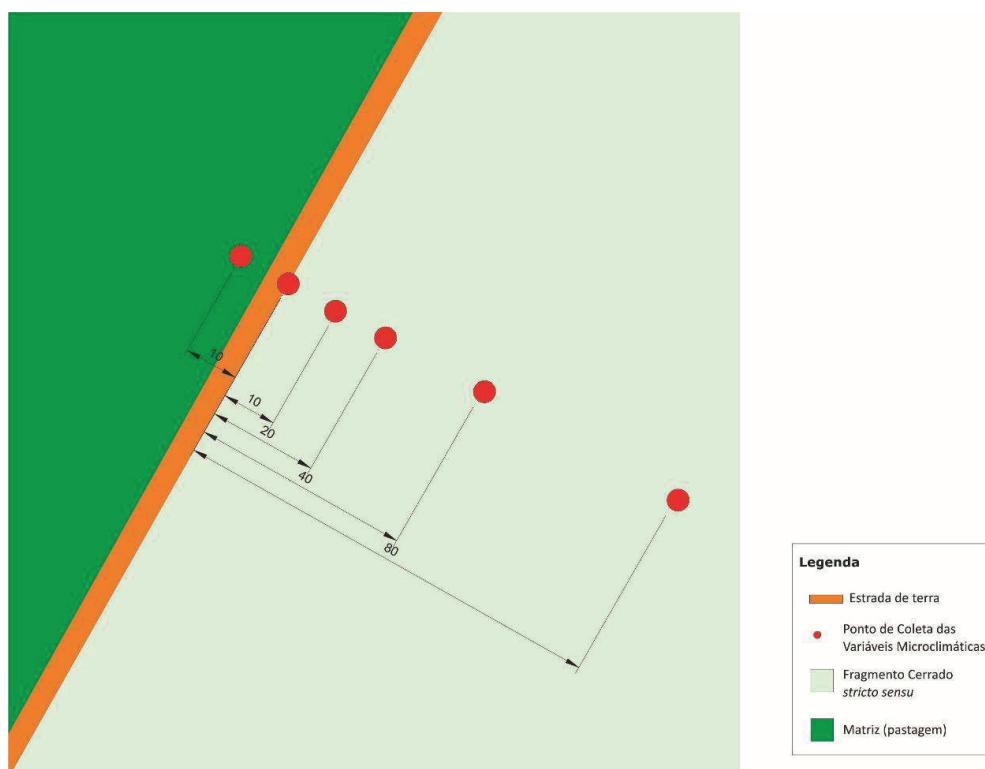 10
10
20
40
80
Legenda
Estrada de terra
Ponto de Coleta das
Variáveis Microclimáticas
Fragmento Cerrado
stricto sensu
Matriz (pastagem)